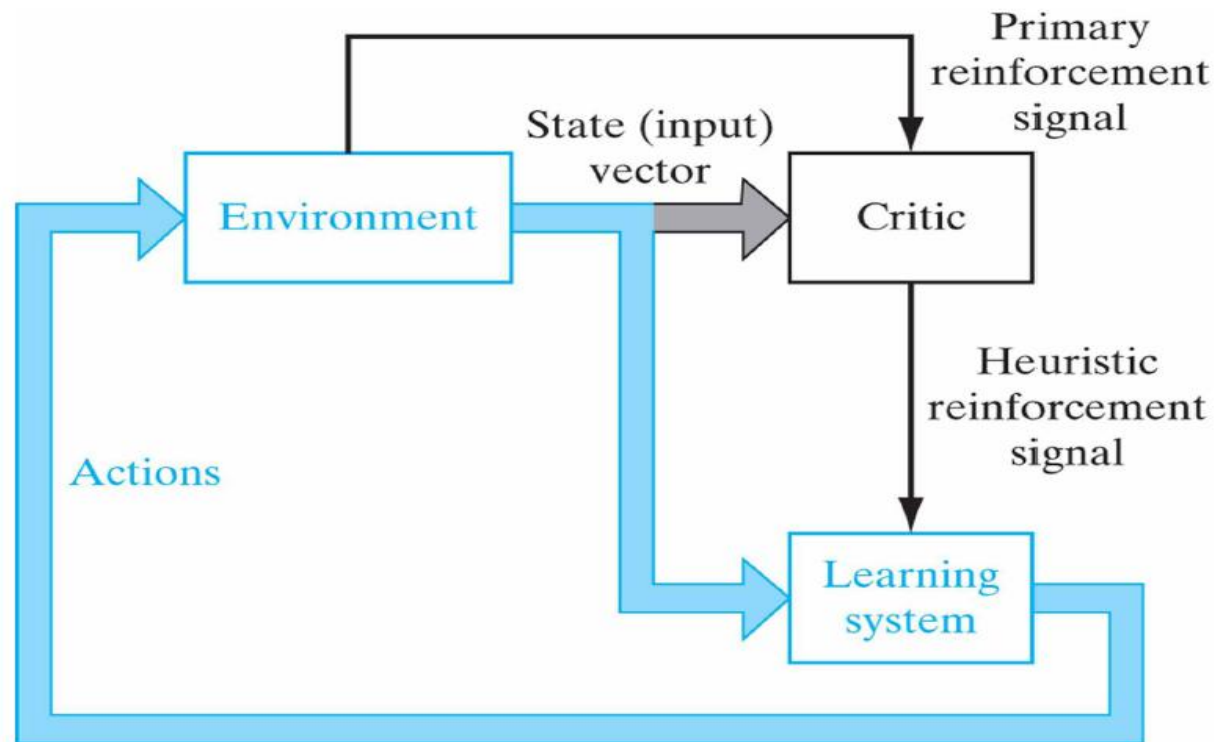 Primary
reinforcement
signal
State (input)
vector
Environment
Critic
Heuristic
reinforcement
signal
Actions
Learning
system